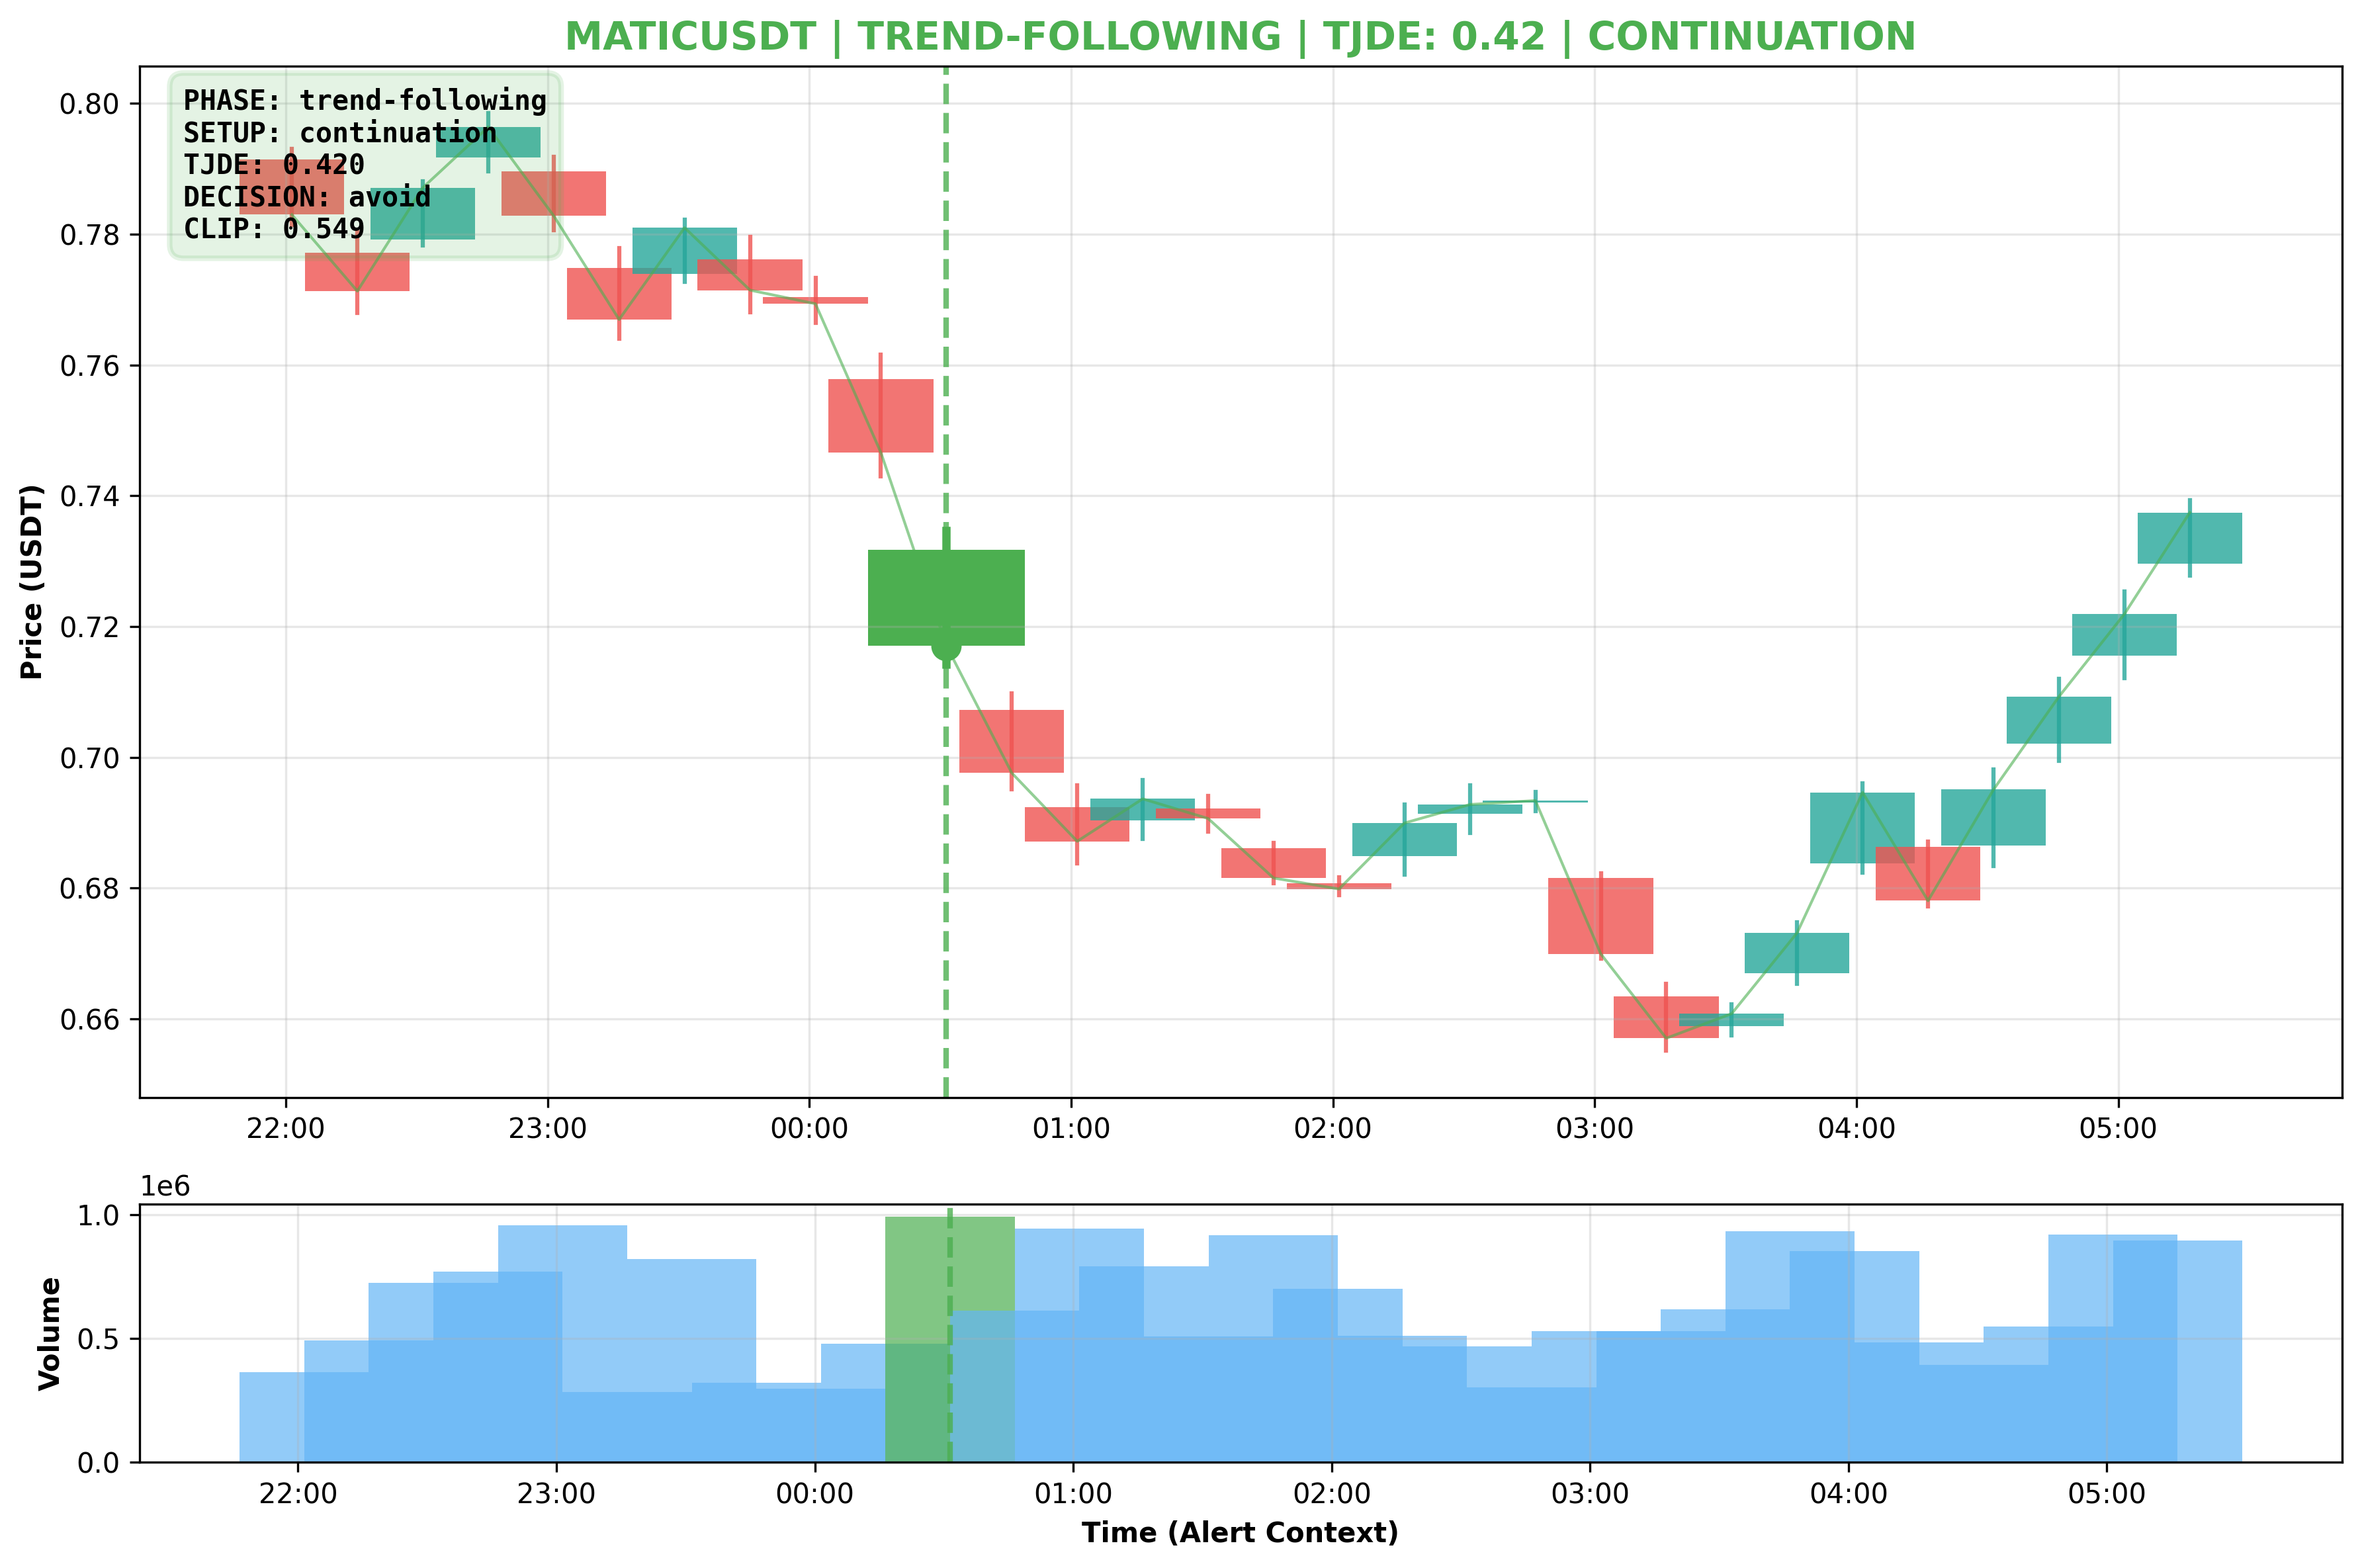 MATICUSDT | TREND-FOLLOWING | TJDE: 0.42 | CONTINUATION
PHASE: trend-following
SETUP: continuation
TJDE: 0.420
DECISION: avoid
CLIP: 0.549
Price (USDT)
0.80
0.78
0.76
0.74
0.72
0.70
0.68
0.66
22:00 23:00 00:00 01:00 02:00 03:00 04:00 05:00
1e6
Volume
1.0
0.5
0.0
22:00 23:00 00:00 01:00 02:00 03:00 04:00 05:00
Time (Alert Context)